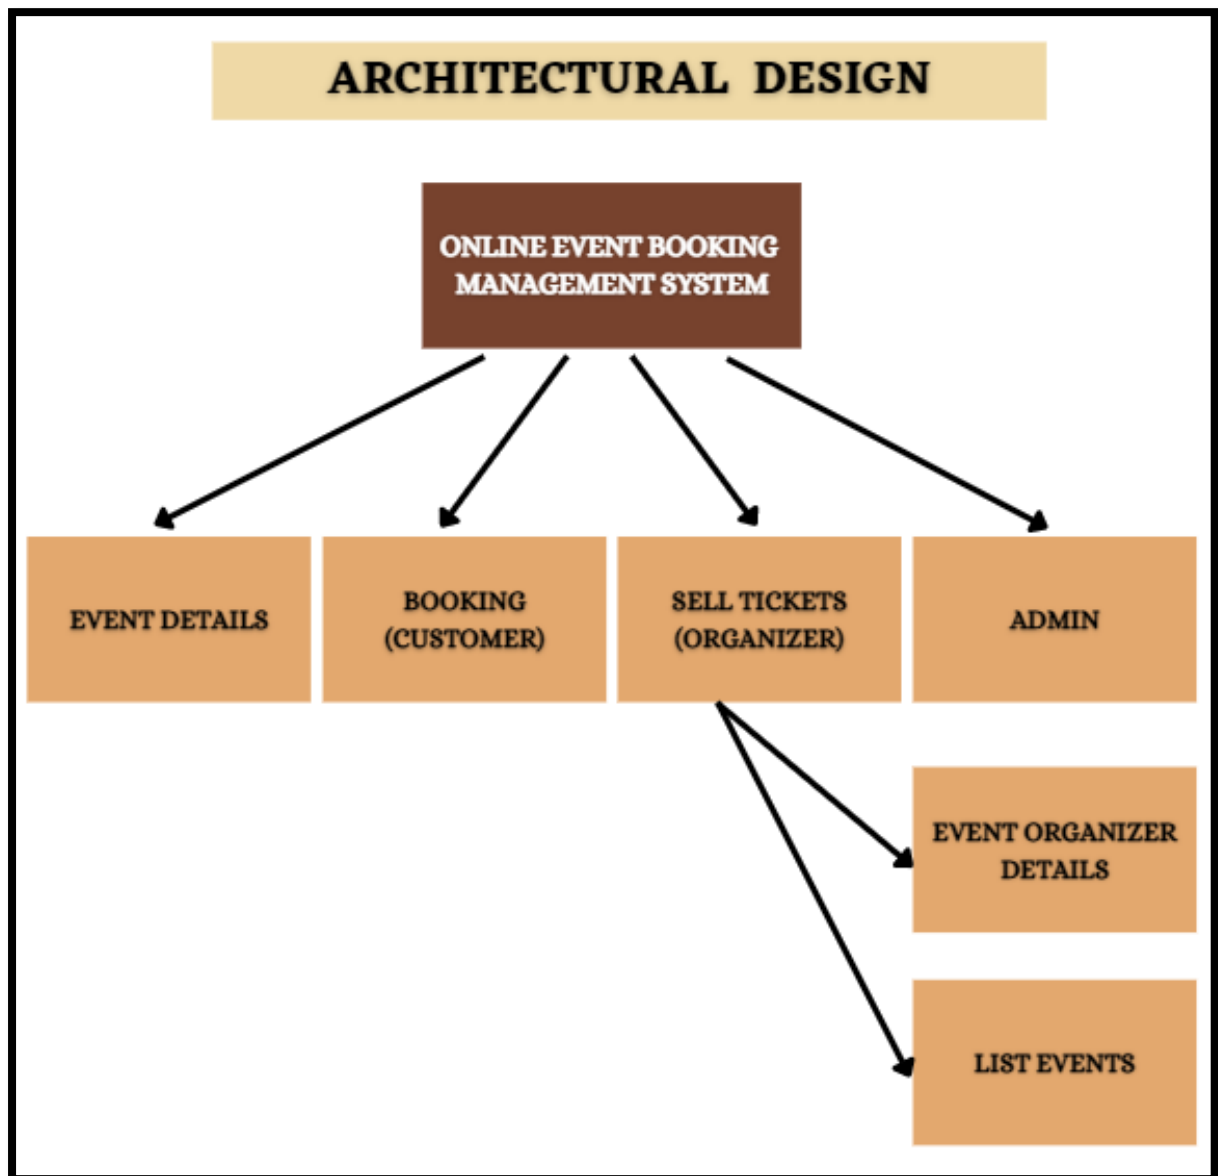 ARCHITECTURAL DESIGN
ONLINE EVENT BOOKING
MANAGEMENT SYSTEM
EVENT DETAILS
BOOKING
(CUSTOMER)
SELL TICKETS
(ORGANIZER)
ADMIN
EVENT ORGANIZER
DETAILS
LIST EVENTS